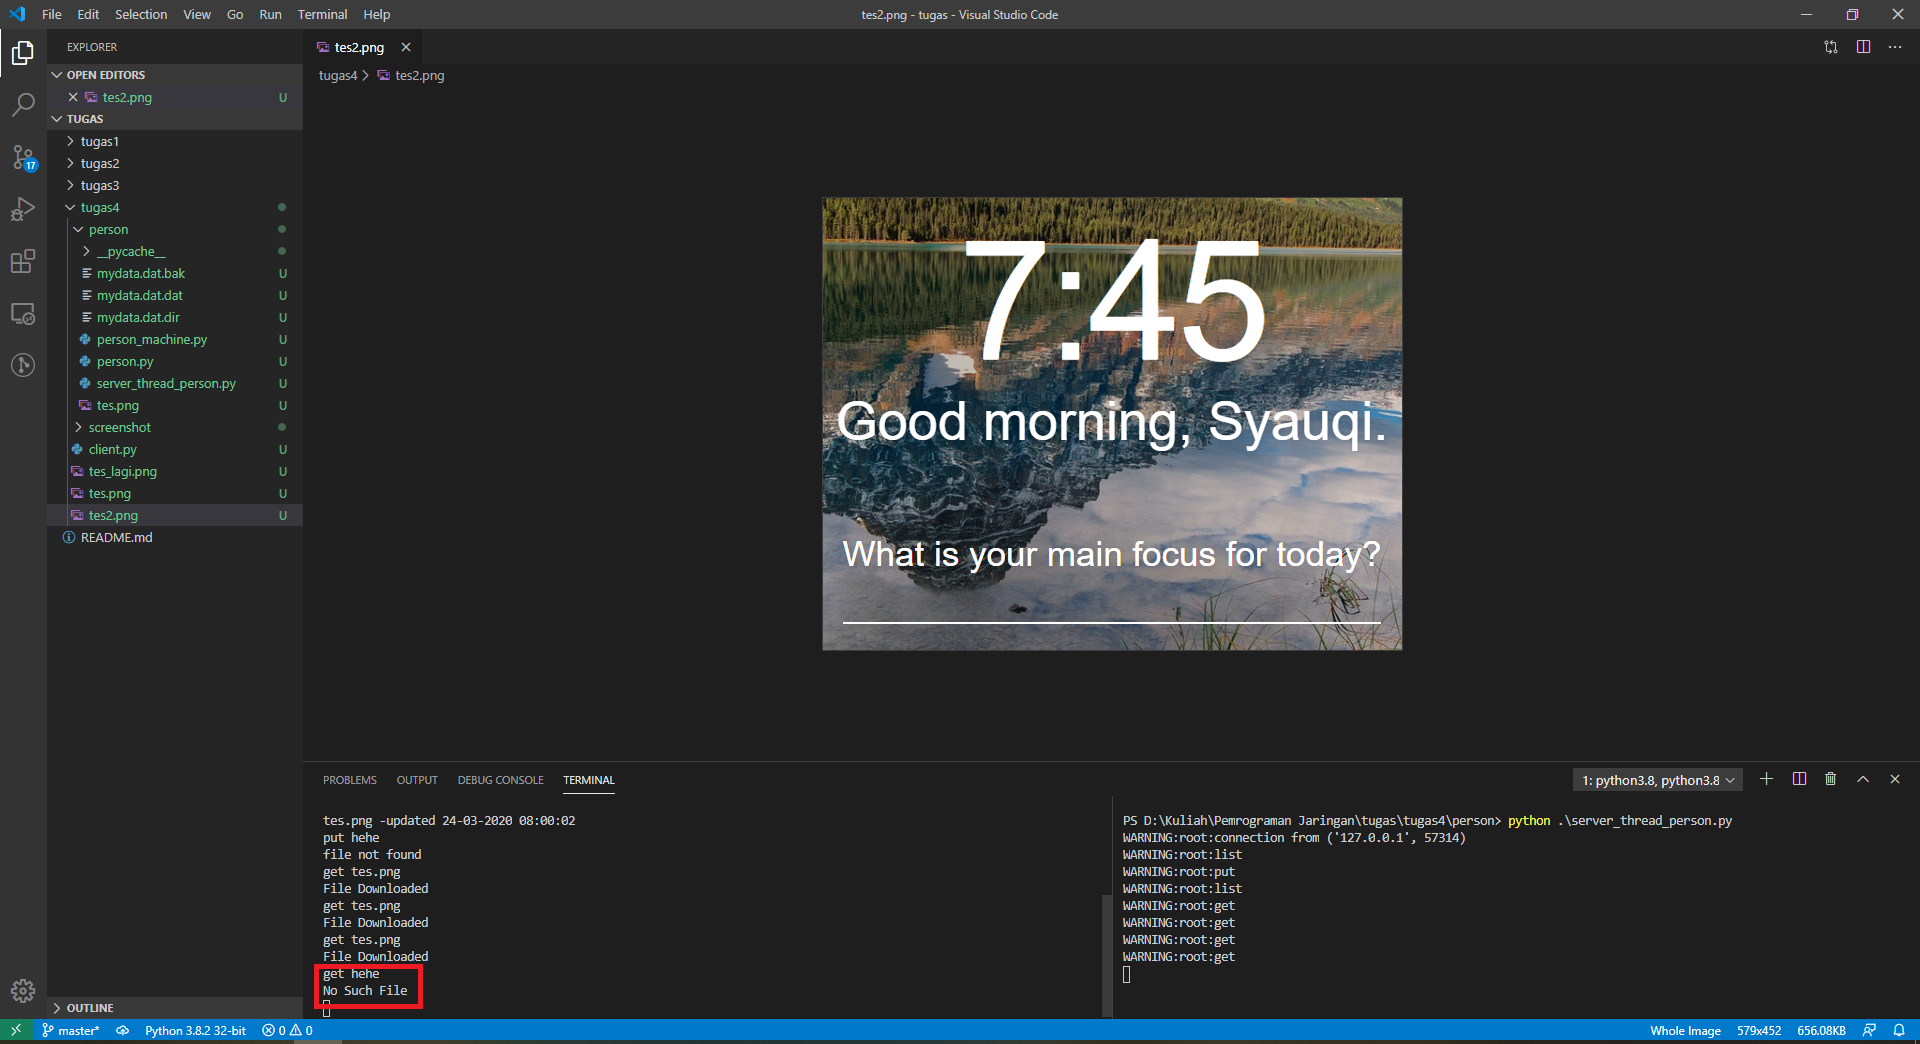 File Edit Selection View Go Run Terminal Help
tes2.png - tugas - Visual Studio Code
EXPLORER
OPEN EDITORS
tes2.png U
TUGAS
tugas1
tugas2
tugas3
tugas4
person
__pycache__
mydata.dat.bak U
mydata.dat.dat U
mydata.dat.dir U
person_machine.py U
person.py U
server_thread_person.py U
tes.png U
screenshot
client.py U
tes_lagi.png U
tes.png U
tes2.png U
README.md
OUTLINE
17
tes2.png
tugas4 > tes2.png
7:45
Good morning, Syauqi.
What is your main focus for today?
PROBLEMS OUTPUT DEBUG CONSOLE TERMINAL
1: python3.8, python3.8
tes.png -updated 24-03-2020 08:00:02
put hehe
file not found
get tes.png
File Downloaded
get tes.png
File Downloaded
get tes.png
File Downloaded
get hehe
No Such File
PS D:\Kuliah\Pemrograman Jaringan\tugas\tugas4\person> python .\server_thread_person.py
WARNING:root:connection from ('127.0.0.1', 57314)
WARNING:root:list
WARNING:root:put
WARNING:root:list
WARNING:root:get
WARNING:root:get
WARNING:root:get
WARNING:root:get
master* Python 3.8.2 32-bit 0 0
Whole Image 579x452 656.08KB